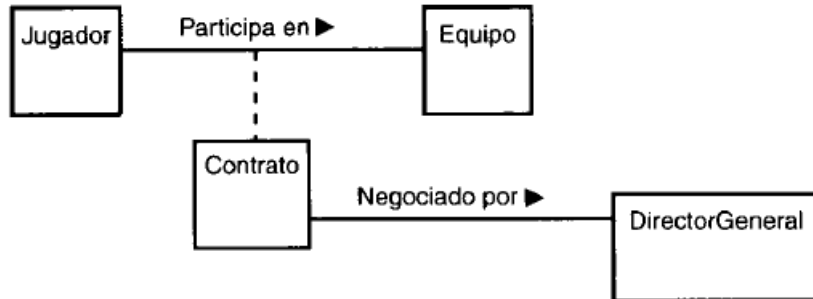 Jugador
Participa en ▶
Equipo
Contrato
Negociado por ▶
DirectorGeneral